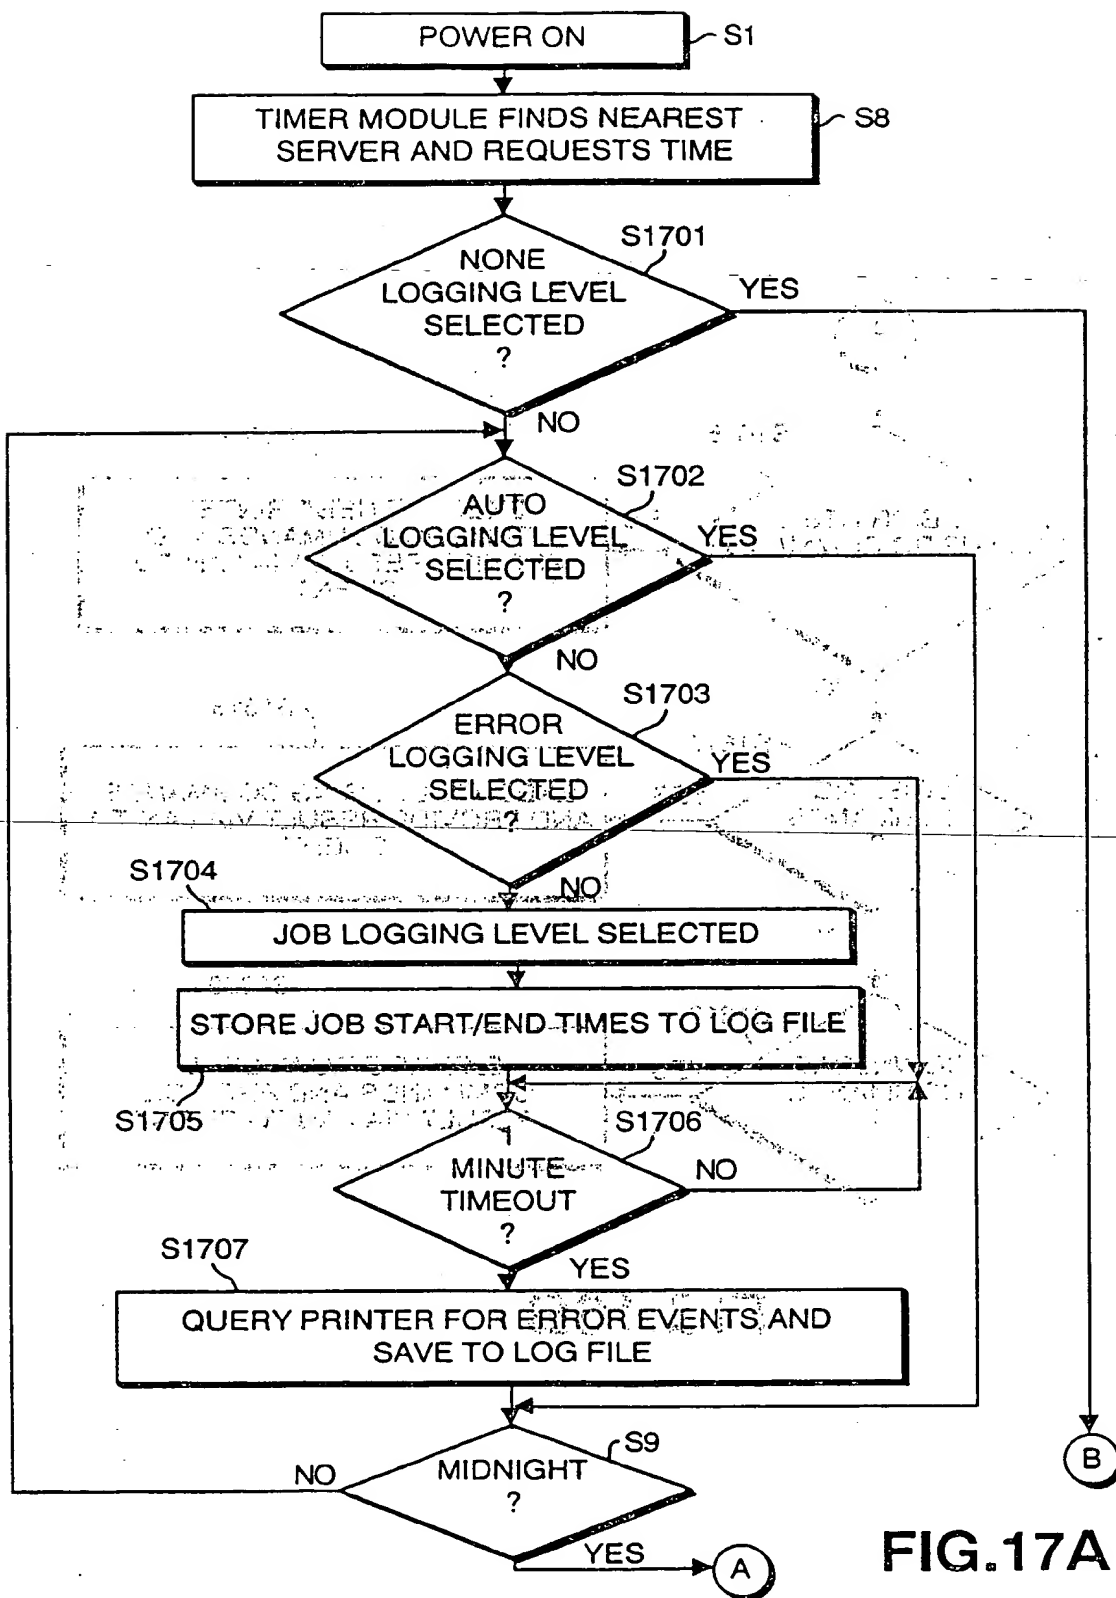 POWER ON
S1
TIMER MODULE FINDS NEAREST
SERVER AND REQUESTS TIME
S8
S1701
NONE
LOGGING LEVEL
SELECTED
?
YES
NO
S1702
AUTO
LOGGING LEVEL
SELECTED
?
YES
NO
S1703
ERROR
LOGGING LEVEL
SELECTED
?
YES
NO
S1704
JOB LOGGING LEVEL SELECTED
STORE JOB START/END TIMES TO LOG FILE
S1705
S1706
1
MINUTE
TIMEOUT
?
NO
YES
S1707
QUERY PRINTER FOR ERROR EVENTS AND
SAVE TO LOG FILE
S9
MIDNIGHT
?
NO
YES
A
B
FIG.17A